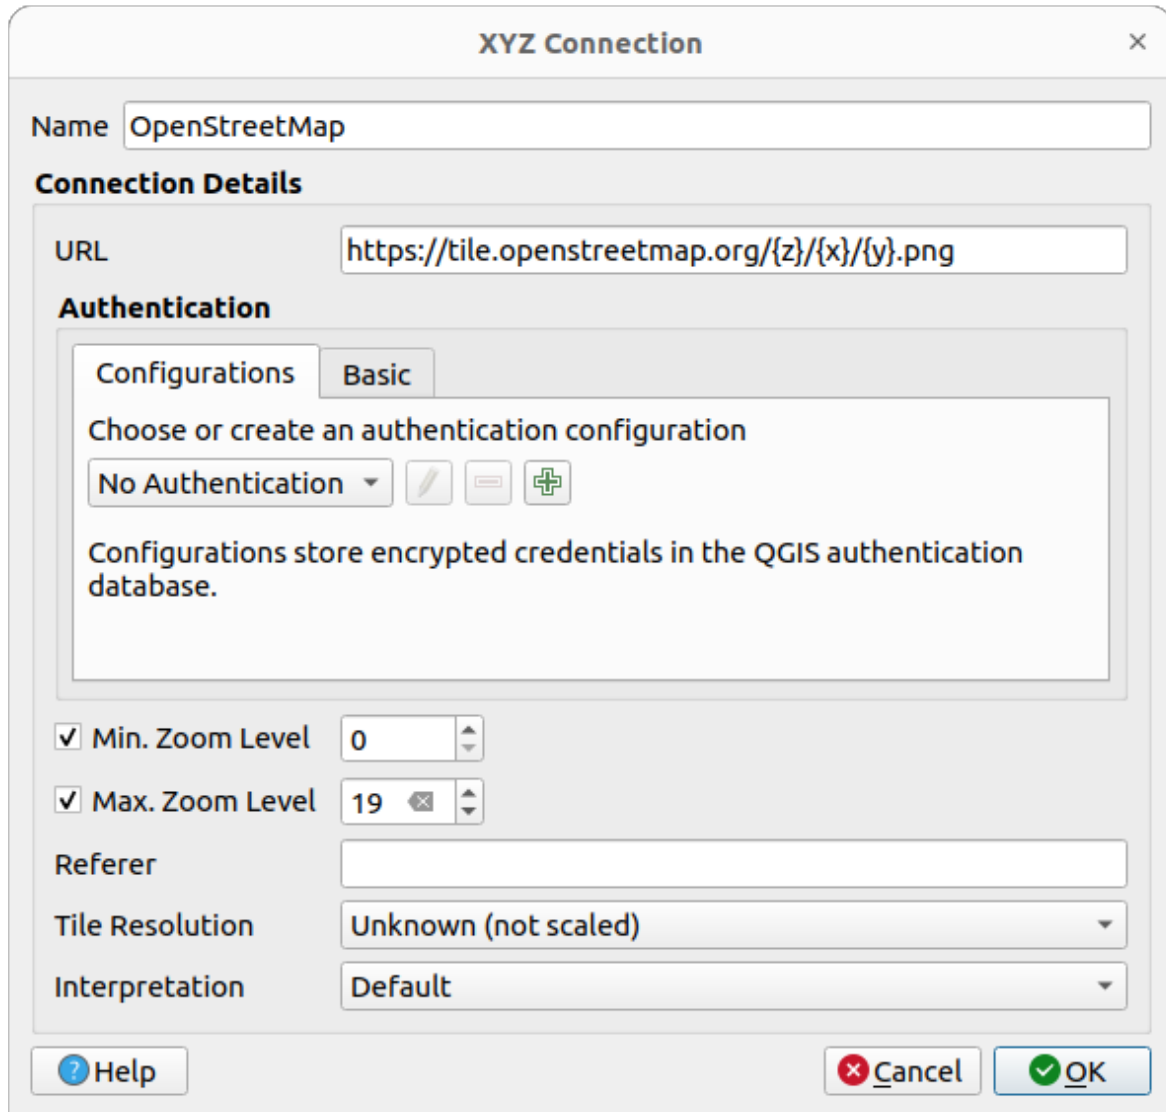 XYZ Connection
Name OpenStreetMap
Connection Details
URL https://tile.openstreetmap.org/{z}/{x}/{y}.png
Authentication
Configurations Basic
Choose or create an authentication configuration
No Authentication
Configurations store encrypted credentials in the QGIS authentication
database.
Min. Zoom Level 0
Max. Zoom Level 19
Referer
Tile Resolution Unknown (not scaled)
Interpretation Default
Help Cancel OK